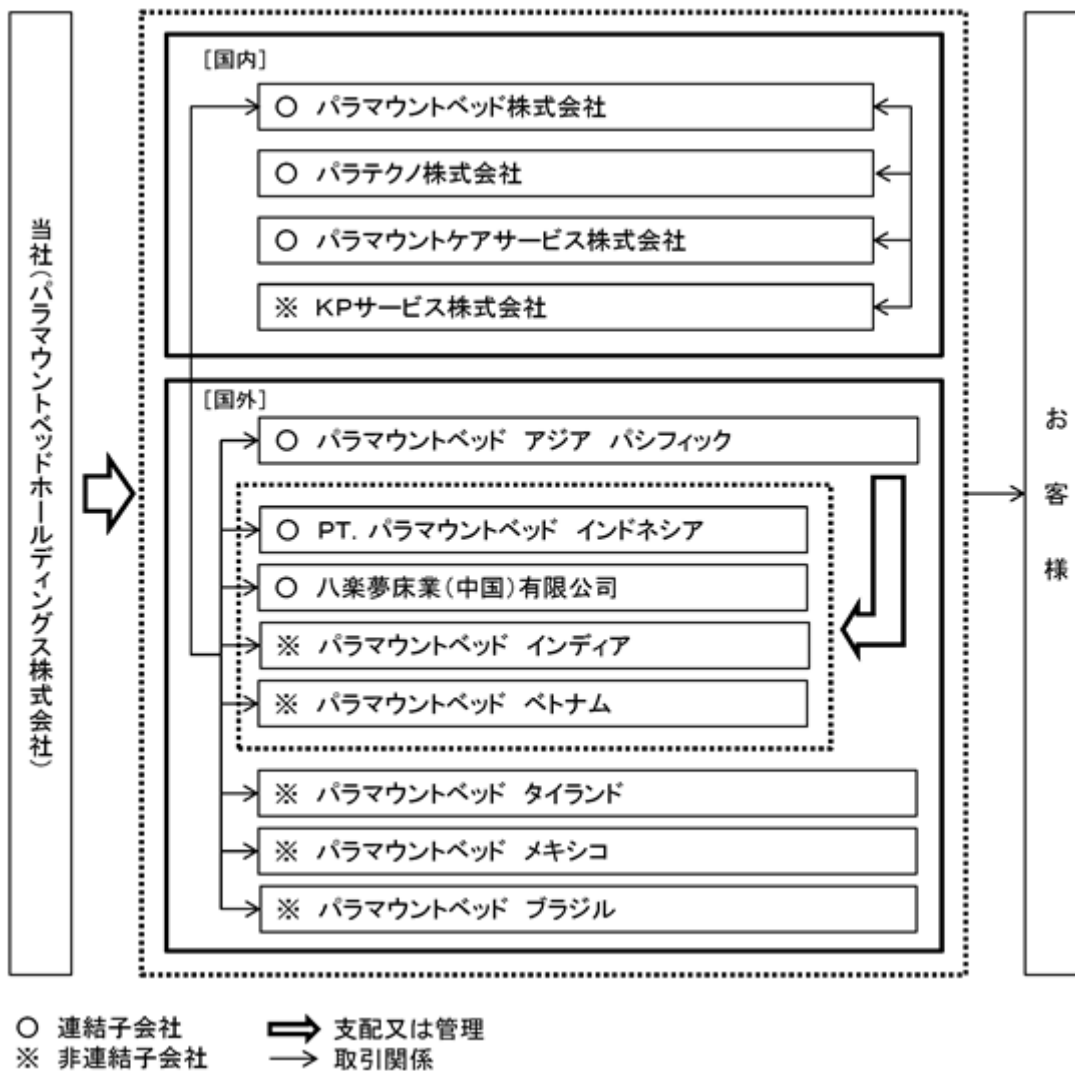 当社(パラマウントベッドホールディングス株式会社)
[国内]
○ パラマウントベッド株式会社
○ パラテクノ株式会社
○ パラマウントケアサービス株式会社
※ KPサービス株式会社
[国外]
○ パラマウントベッド アジア パシフィック
○ PT. パラマウントベッド インドネシア
○ 八楽夢床業(中国)有限公司
※ パラマウントベッド インディア
※ パラマウントベッド ベトナム
※ パラマウントベッド タイランド
※ パラマウントベッド メキシコ
※ パラマウントベッド ブラジル
お客様
○ 連結子会社
※ 非連結子会社
支配又は管理
取引関係